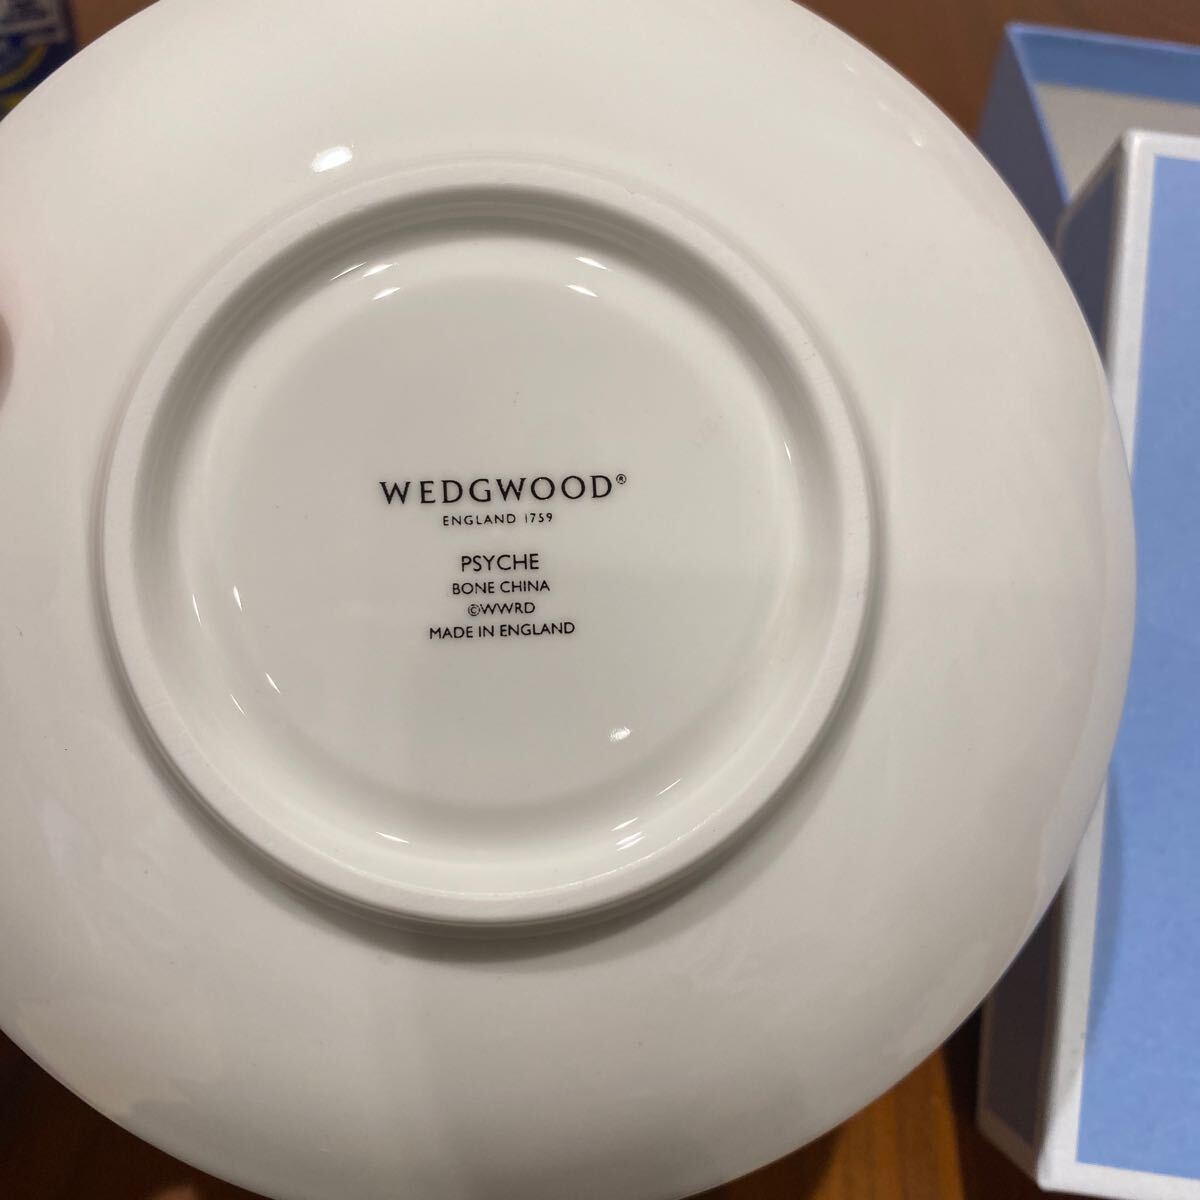 WEDGWOOD®
ENGLAND 1759
PSYCHE
BONE CHINA
©WWRD
MADE IN ENGLAND